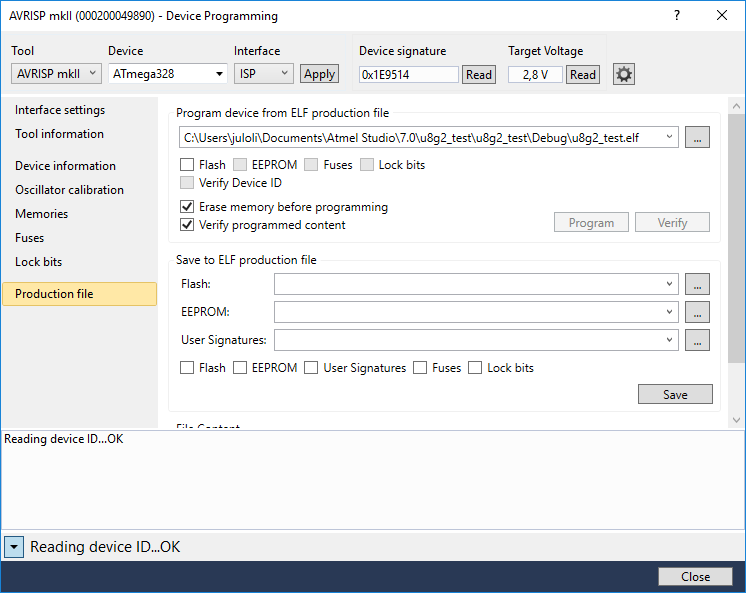 AVRISP mkII (000200049890) - Device Programming
Tool Device Interface Device signature Target Voltage
AVRISP mkII ATmega328 ISP Apply 0x1E9514 Read 2,8 V Read
Interface settings
Tool information
Device information
Oscillator calibration
Memories
Fuses
Lock bits
Production file
Program device from ELF production file
C:\Users\juloli\Documents\Atmel Studio\7.0\u8g2_test\u8g2_test\Debug\u8g2_test.elf ...
Flash EEPROM Fuses Lock bits
Verify Device ID
Erase memory before programming
Verify programmed content
Program Verify
Save to ELF production file
Flash: ...
EEPROM: ...
User Signatures: ...
Flash EEPROM User Signatures Fuses Lock bits
Save
File Content
Reading device ID...OK
Reading device ID...OK
Close